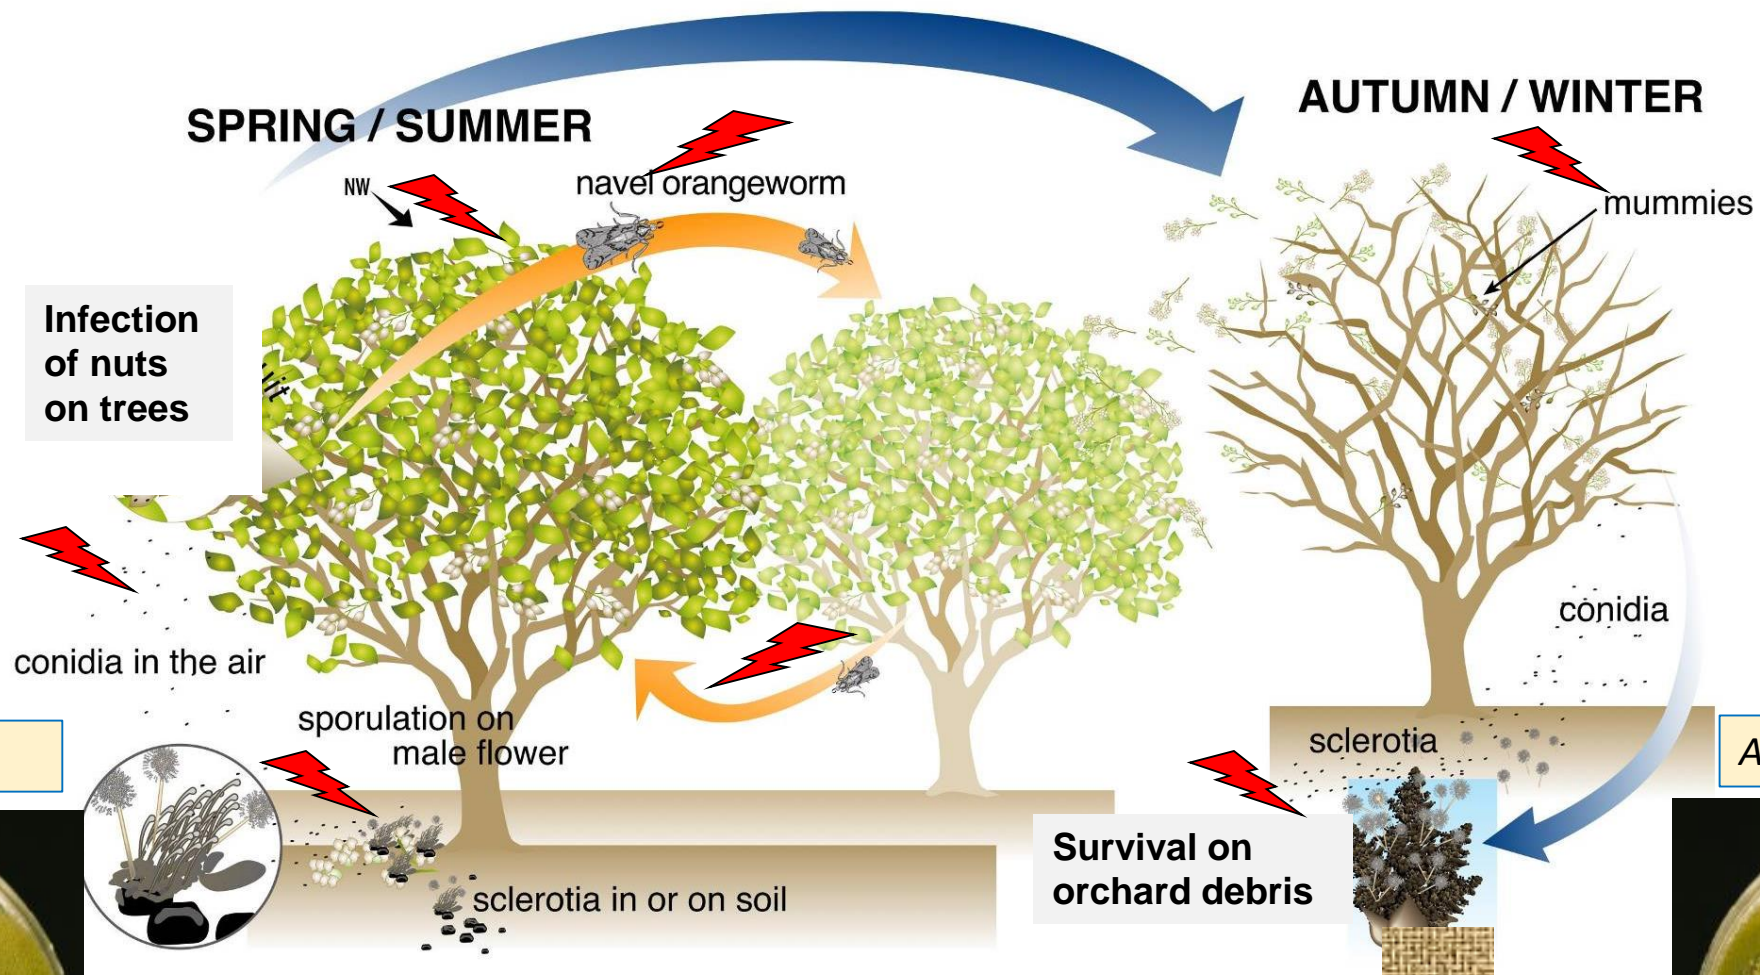 SPRING / SUMMER
AUTUMN / WINTER
NW
navel orangeworm
mummies
Infection
of nuts
on trees
conidia in the air
conidia
sporulation on
male flower
sclerotia
A
Survival on
orchard debris
sclerotia in or on soil